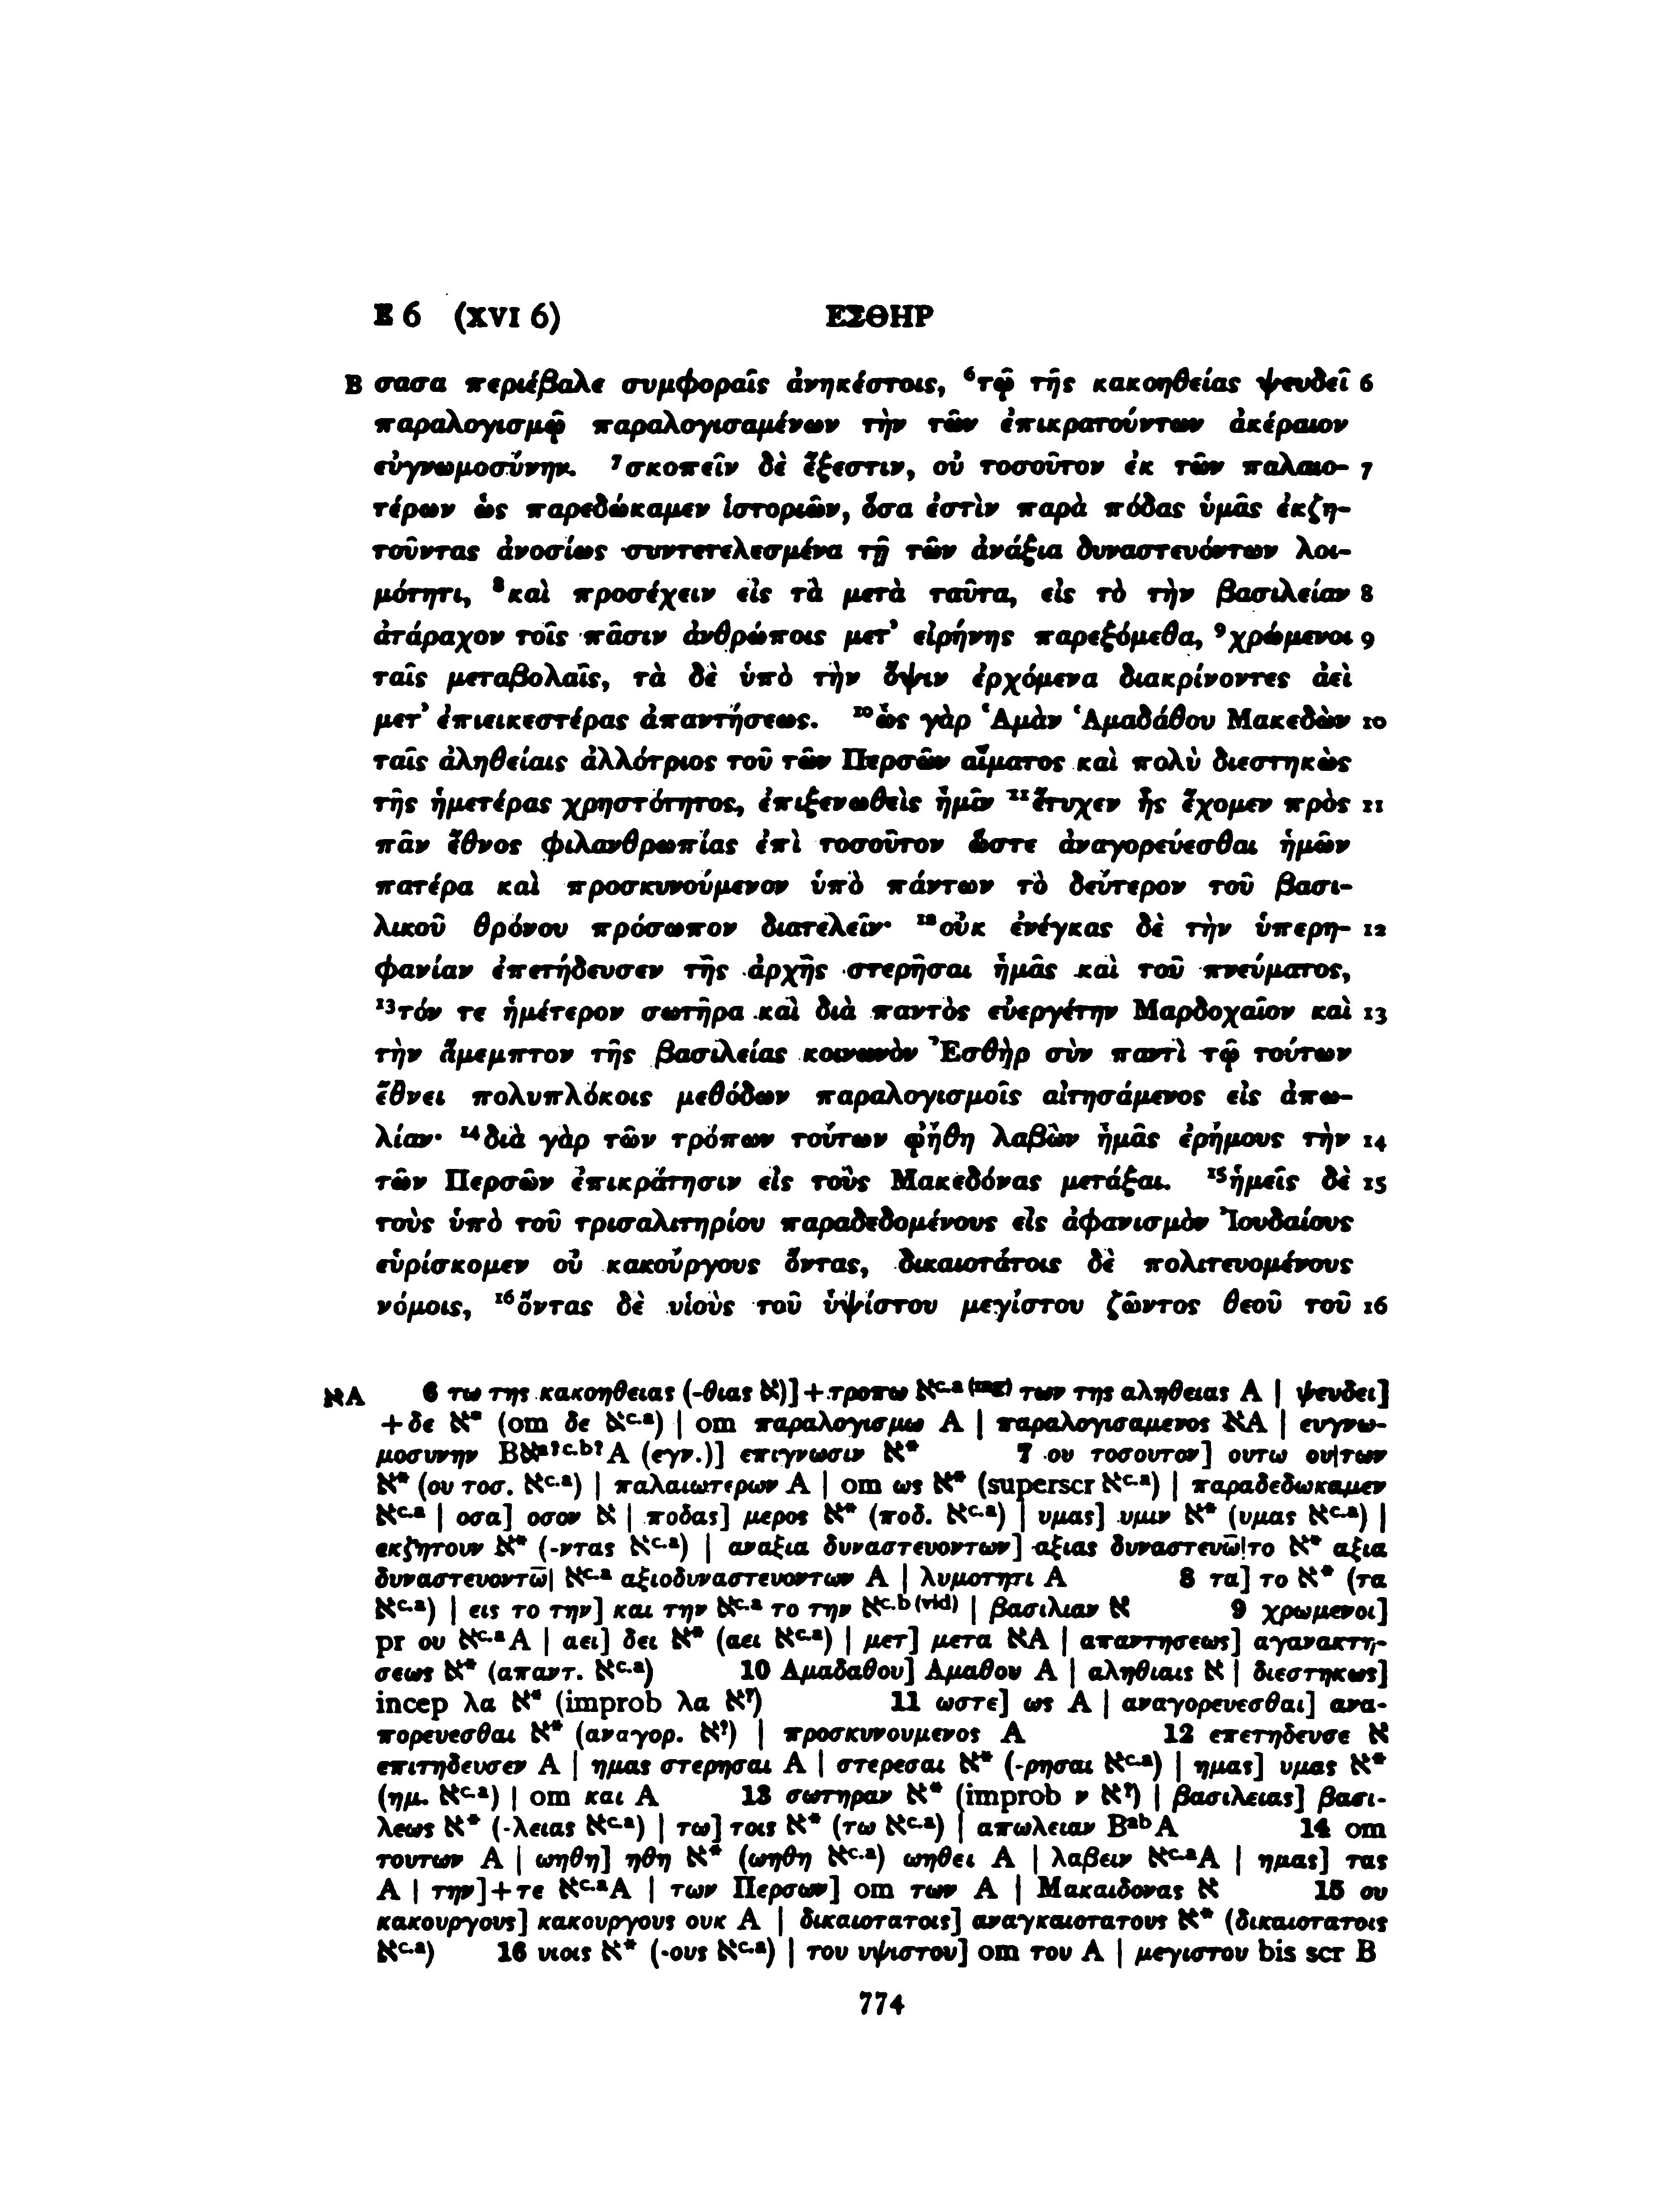 E 6 (XVI 6) ΕΣΘΗΡ
B σασα περιέβαλε συμφοραῖς ἀνηκέστοις, ⁶τῷ τῆς κακοηθείας ψευδεῖ 6
παραλογισμῷ παραλογισαμένων τὴν τῶν ἐπικρατούντων ἀκέραιον
εὐγνωμοσύνην. ⁷σκοπεῖν δὲ ἔξεστιν, οὐ τοσοῦτον ἐκ τῶν παλαιο- 7
τέρων ὡς παρεδώκαμεν ἱστοριῶν, ὅσα ἐστὶν παρὰ πόδας ὑμᾶς ἐκζη-
τοῦντας ἀνοσίως συντετελεσμένα τῇ τῶν ἀνάξια δυναστευόντων λοι-
μότητι, ⁸καὶ προσέχειν εἰς τὰ μετὰ ταῦτα, εἰς τὸ τὴν βασιλείαν 8
ἀτάραχον τοῖς πᾶσιν ἀνθρώποις μετ᾽ εἰρήνης παρεξόμεθα, ⁹χρώμενοι 9
ταῖς μεταβολαῖς, τὰ δὲ ὑπὸ τὴν ὄψιν ἐρχόμενα διακρίνοντες ἀεὶ
μετ᾽ ἐπιεικεστέρας ἀπαντήσεως. ¹⁰ὡς γὰρ Ἁμὰν Ἁμαδάθου Μακεδὼν 10
ταῖς ἀληθείαις ἀλλότριος τοῦ τῶν Περσῶν αἵματος καὶ πολὺ διεστηκὼς
τῆς ἡμετέρας χρηστότητος, ἐπιξενωθεὶς ἡμῖν ¹¹ἔτυχεν ἧς ἔχομεν πρὸς 11
πᾶν ἔθνος φιλανθρωπίας ἐπὶ τοσοῦτον ὥστε ἀναγορεύεσθαι ἡμῶν
πατέρα καὶ προσκυνούμενον ὑπὸ πάντων τὸ δεύτερον τοῦ βασι-
λικοῦ θρόνου πρόσωπον διατελεῖν· ¹²οὐκ ἐνέγκας δὲ τὴν ὑπερη- 12
φανίαν ἐπετήδευσεν τῆς ἀρχῆς στερῆσαι ἡμᾶς καὶ τοῦ πνεύματος,
¹³τόν τε ἡμέτερον σωτῆρα καὶ διὰ παντὸς εὐεργέτην Μαρδοχαῖον καὶ 13
τὴν ἄμεμπτον τῆς βασιλείας κοινωνὸν Ἐσθὴρ σὺν παντὶ τῷ τούτων
ἔθνει πολυπλόκοις μεθόδων παραλογισμοῖς αἰτησάμενος εἰς ἀπω-
λίαν· ¹⁴διὰ γὰρ τῶν τρόπων τούτων ᾠήθη λαβὼν ἡμᾶς ἐρήμους τὴν 14
τῶν Περσῶν ἐπικράτησιν εἰς τοὺς Μακεδόνας μετάξαι. ¹⁵ἡμεῖς δὲ 15
τοὺς ὑπὸ τοῦ τρισαλιτηρίου παραδεδομένους εἰς ἀφανισμὸν Ἰουδαίους
εὑρίσκομεν οὐ κακούργους ὄντας, δικαιοτάτοις δὲ πολιτευομένους
νόμοις, ¹⁶ὄντας δὲ υἱοὺς τοῦ ὑψίστου μεγίστου ζῶντος θεοῦ τοῦ 16
אA 6 τω της κακοηθειας (-θιας א)]+τροπω א^c.a (mg) των της αληθειας A | ψευδει]
+δε א* (om δε א^c.a) | om παραλογισμω A | παραλογισαμενος אA | ευγνω-
μοσυνην Bא^a?c.b? A (εγν.)] επιγνωσιν א* 7 ου τοσουτον] ουτω ου|των
א* (ου τοσ. א^c.a) | παλαιωτερων A | om ως א* (superscr א^c.a) | παραδεδωκαμεν
א^c.a | οσα] οσον א | ποδας] μερος א* (ποδ. א^c.a) | υμας] υμιν א* (υμας א^c.a) |
εκζητουν א* (-ντας א^c.a) | αναξια δυναστευοντων] αξιας δυναστευω̄|το א* αξια
δυναστευοντω̄| א^c.a αξιοδυναστευοντων A | λυμοτητι A 8 τα] το א* (τα
א^c.a) | εις το την] και την א^c.a το την א^c.b (vid) | βασιλιαν א 9 χρωμενοι]
pr ου א^c.a A | αει] δει א* (αει א^c.a) | μετ] μετα אA | απαντησεως] αγανακτη-
σεως א* (απαντ. א^c.a) 10 Αμαδαθου] Αμαθου A | αληθιαις א | διεστηκως]
incep λα א* (improb λα א^?) 11 ωστε] ως A | αναγορευεσθαι] ανα-
πορευεσθαι א* (αναγορ. א^?) | προσκυνουμενος A 12 επετηδευσε א
επιτηδευσεν A | ημας στερησαι A | στερεσαι א* (-ρησαι א^c.a) | ημας] υμας א*
(ημ. א^c.a) | om και A 13 σωτηραν א* (improb ν א^?) | βασιλειας] βασι-
λεως א* (-λειας א^c.a) | τω] τοις א* (τω א^c.a) | απωλειαν B^ab A 14 om
τουτων A | ωηθη] ηθη א* (ωηθη א^c.a) ωηθει A | λαβειν א^c.a A | ημας] τας
A | την]+τε א^c.a A | των Περσων] om των A | Μακαιδονας א 15 ου
κακουργους] κακουργους ουκ A | δικαιοτατοις] αναγκαιοτατους א* (δικαιοτατοις
א^c.a) 16 υιοις א* (-ους א^c.a) | του υψιστου] om του A | μεγιστου bis scr B
774